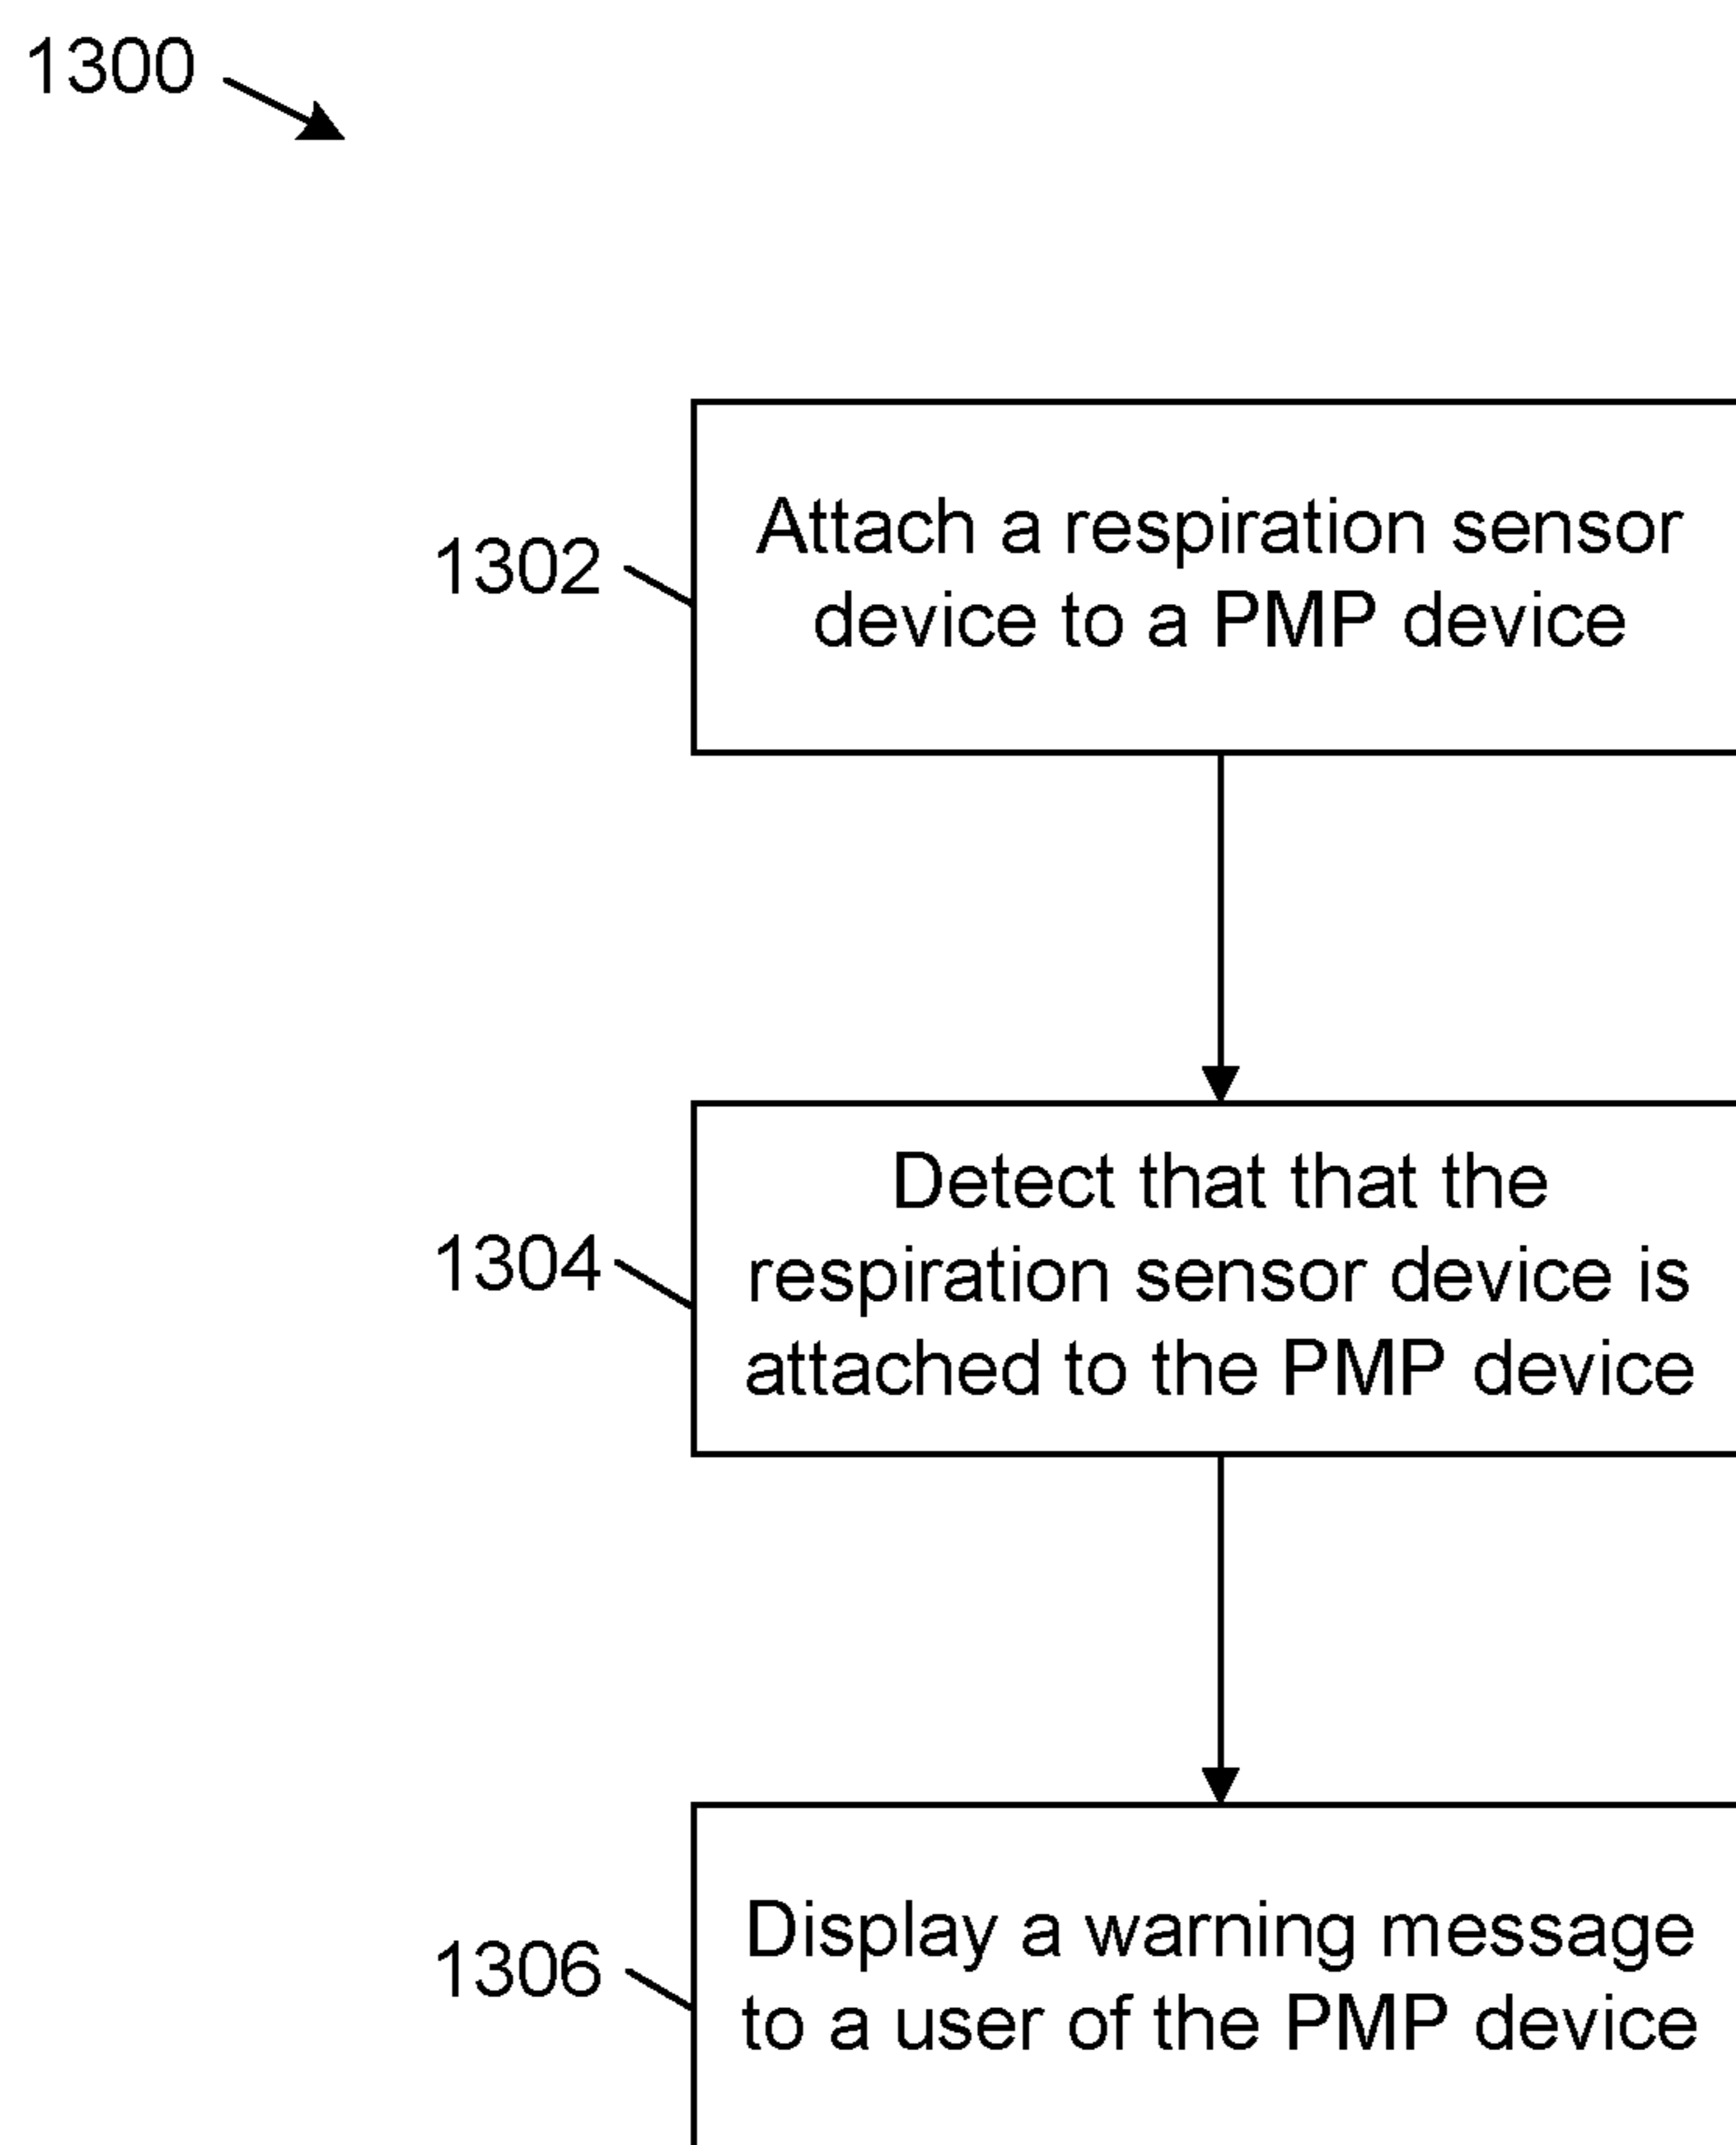 1300
1302
Attach a respiration sensor
device to a PMP device
1304
Detect that that the
respiration sensor device is
attached to the PMP device
1306
Display a warning message
to a user of the PMP device